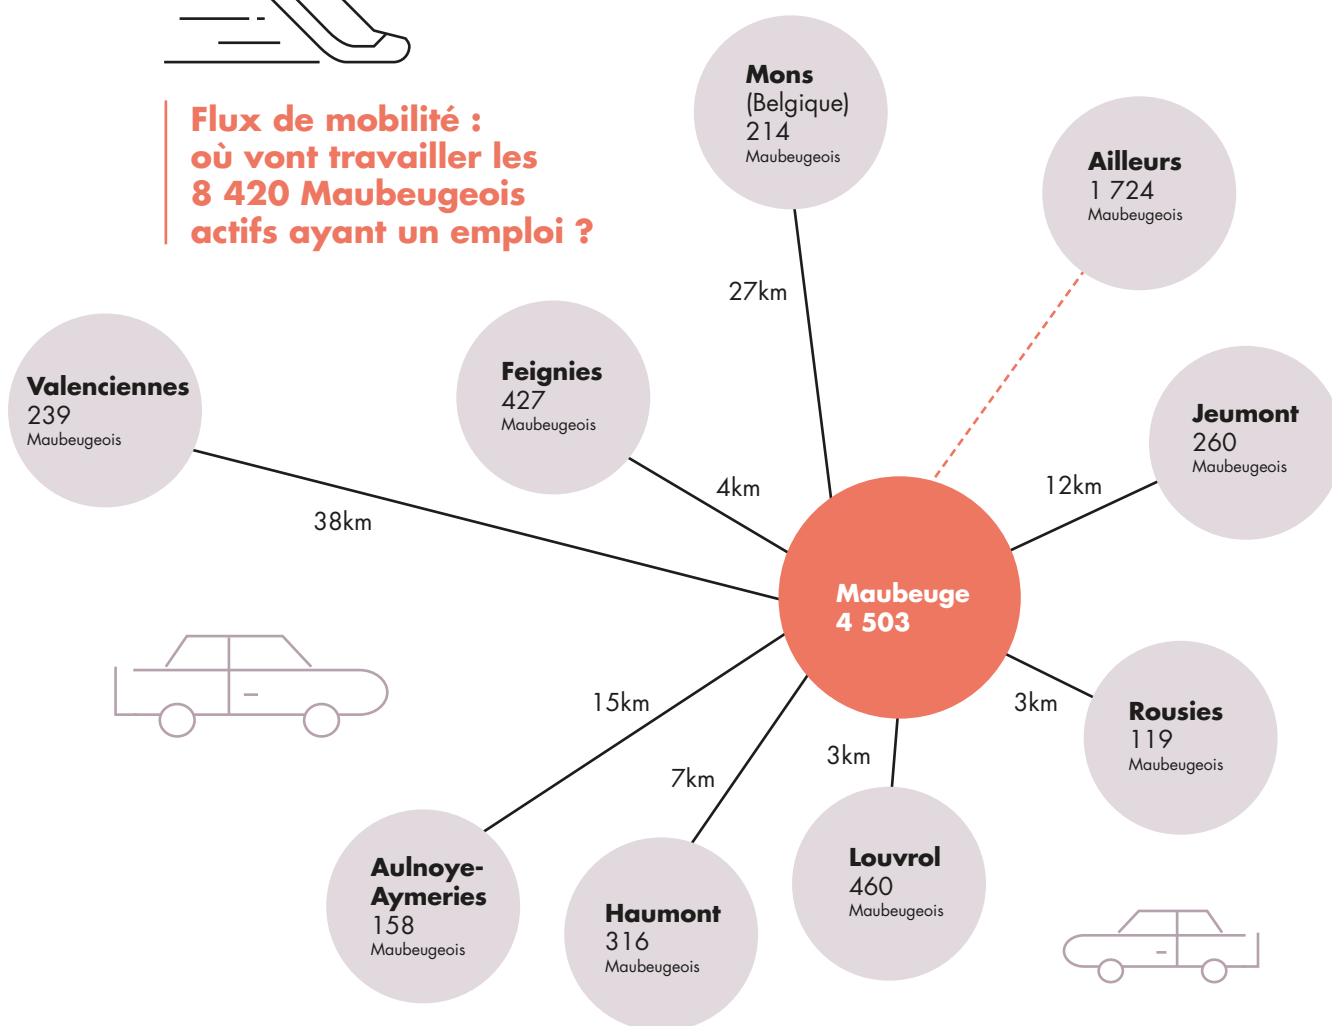 Flux de mobilité :
où vont travailler les
8 420 Maubeugeois
actifs ayant un emploi ?
Mons
(Belgique)
214
Maubeugeois
Ailleurs
1 724
Maubeugeois
27km
Valenciennes
239
Maubeugeois
Feignies
427
Maubeugeois
Jeumont
260
Maubeugeois
4km
12km
38km
Maubeuge
4 503
15km
3km
Rousies
119
Maubeugeois
7km
3km
Aulnoye-
Aymeries
158
Maubeugeois
Haumont
316
Maubeugeois
Louvrol
460
Maubeugeois